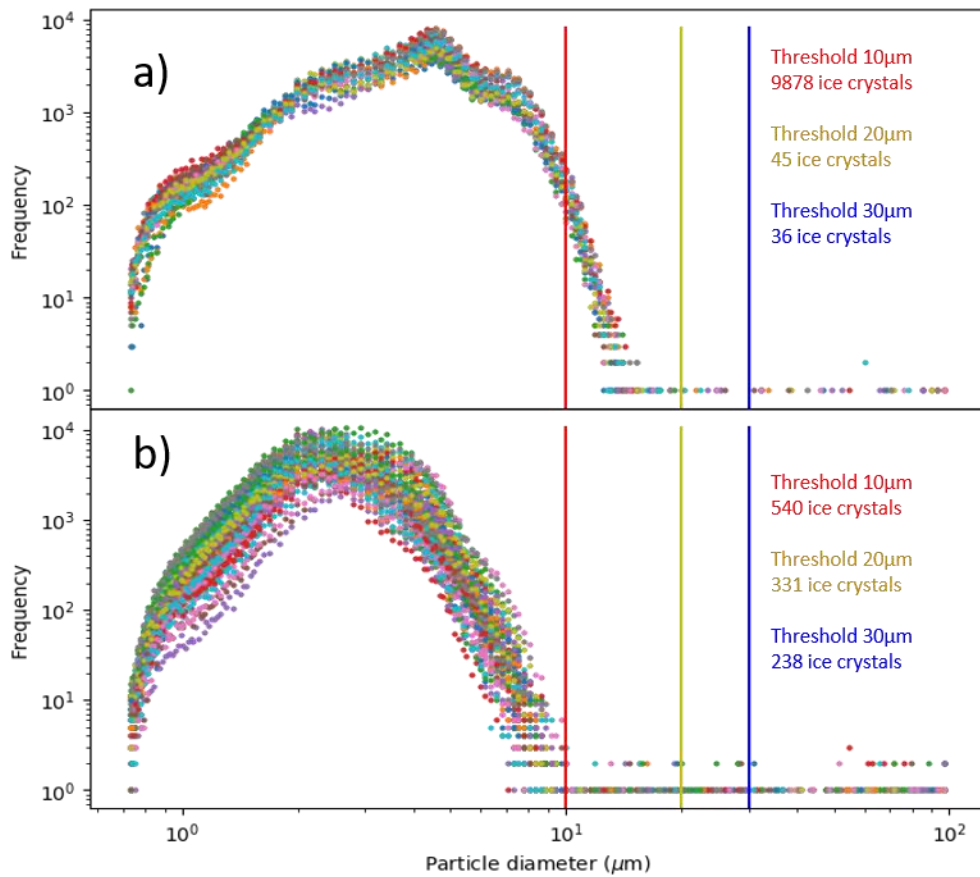 a)
Threshold 10μm
9878 ice crystals
Threshold 20μm
45 ice crystals
Threshold 30μm
36 ice crystals
Frequency
10⁴
10³
10²
10¹
10⁰
b)
Threshold 10μm
540 ice crystals
Threshold 20μm
331 ice crystals
Threshold 30μm
238 ice crystals
Frequency
10⁴
10³
10²
10¹
10⁰
10⁰ 10¹ 10²
Particle diameter (μm)